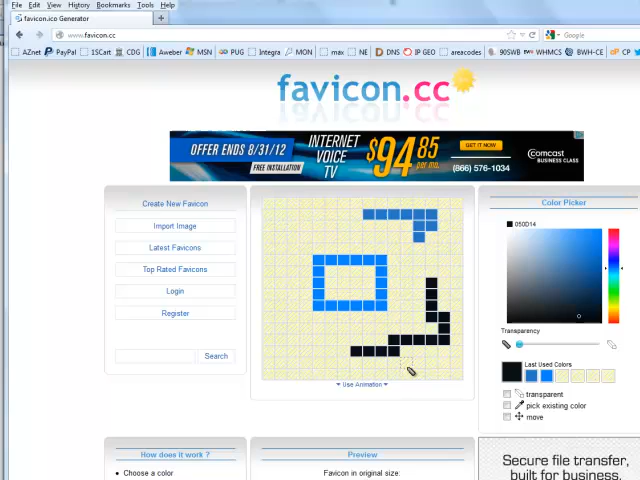 File Edit View History Bookmarks Tools Help
favicon.ico Generator
www.favicon.cc
Google
AZnet PayPal 1SCart CDG Aweber MSN PUG Integra MON max NE DNS IP GEO areacodes 90SWB WHMCS BWH-CE CP
favicon.cc
OFFER ENDS 8/31/12
FREE INSTALLATION
INTERNET
VOICE
TV
$94.85
per mo.
GET IT NOW
(866) 576-1034
Comcast
BUSINESS CLASS
Create New Favicon
Import Image
Latest Favicons
Top Rated Favicons
Login
Register
Search
Use Animation
Color Picker
050D14
Transparency
Last Used Colors
transparent
pick existing color
move
How does it work ?
Choose a color
Preview
Favicon in original size:
Secure file transfer,
built for business.